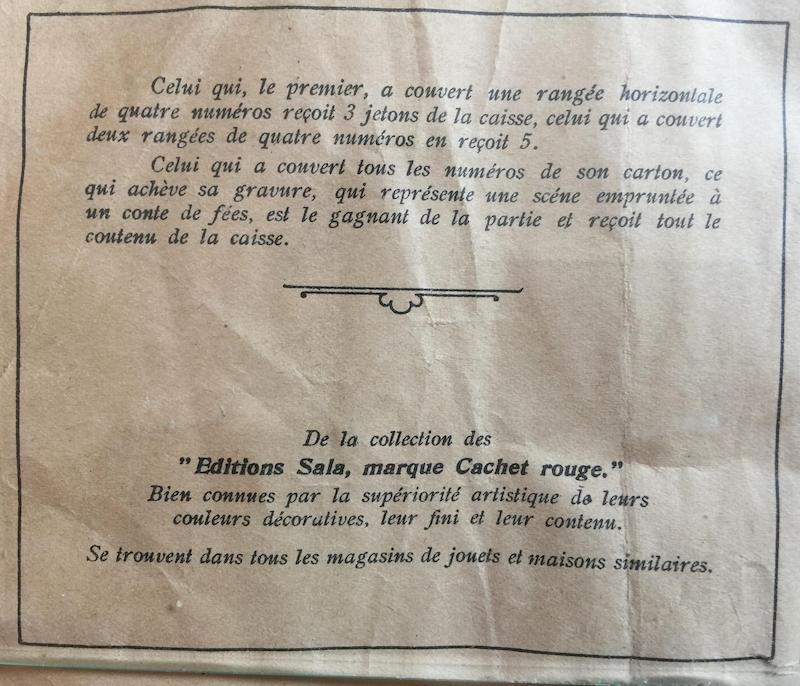 Celui qui, le premier, a couvert une rangée horizontale
de quatre numéros reçoit 3 jetons de la caisse, celui qui a couvert
deux rangées de quatre numéros en reçoit 5.
Celui qui a couvert tous les numéros de son carton, ce
qui achève sa gravure, qui représente une scéne empruntée à
un conte de fées, est le gagnant de la partie et reçoit tout le
coutenu de la caisse.
De la collection des
"Editions Sala, marque Cachet rouge."
Bien connues par la supériorité artistique de leurs
couleurs décoratives, leur fini et leur contenu.
Se trouvent dans tous les magasins de jouets et maisons similaires.